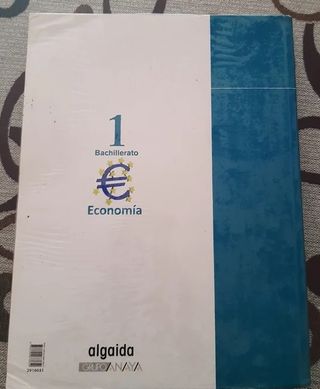 1
Bachillerato
€
Economía
algaida
GRUPO ANAYA